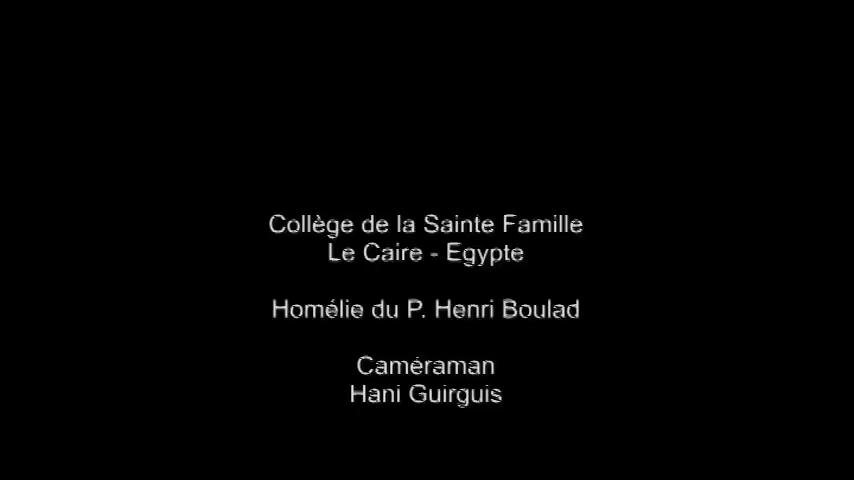 Collège de la Sainte Famille
Le Caire - Egypte
Homélie du P. Henri Boulad
Caméraman
Hani Guirguis